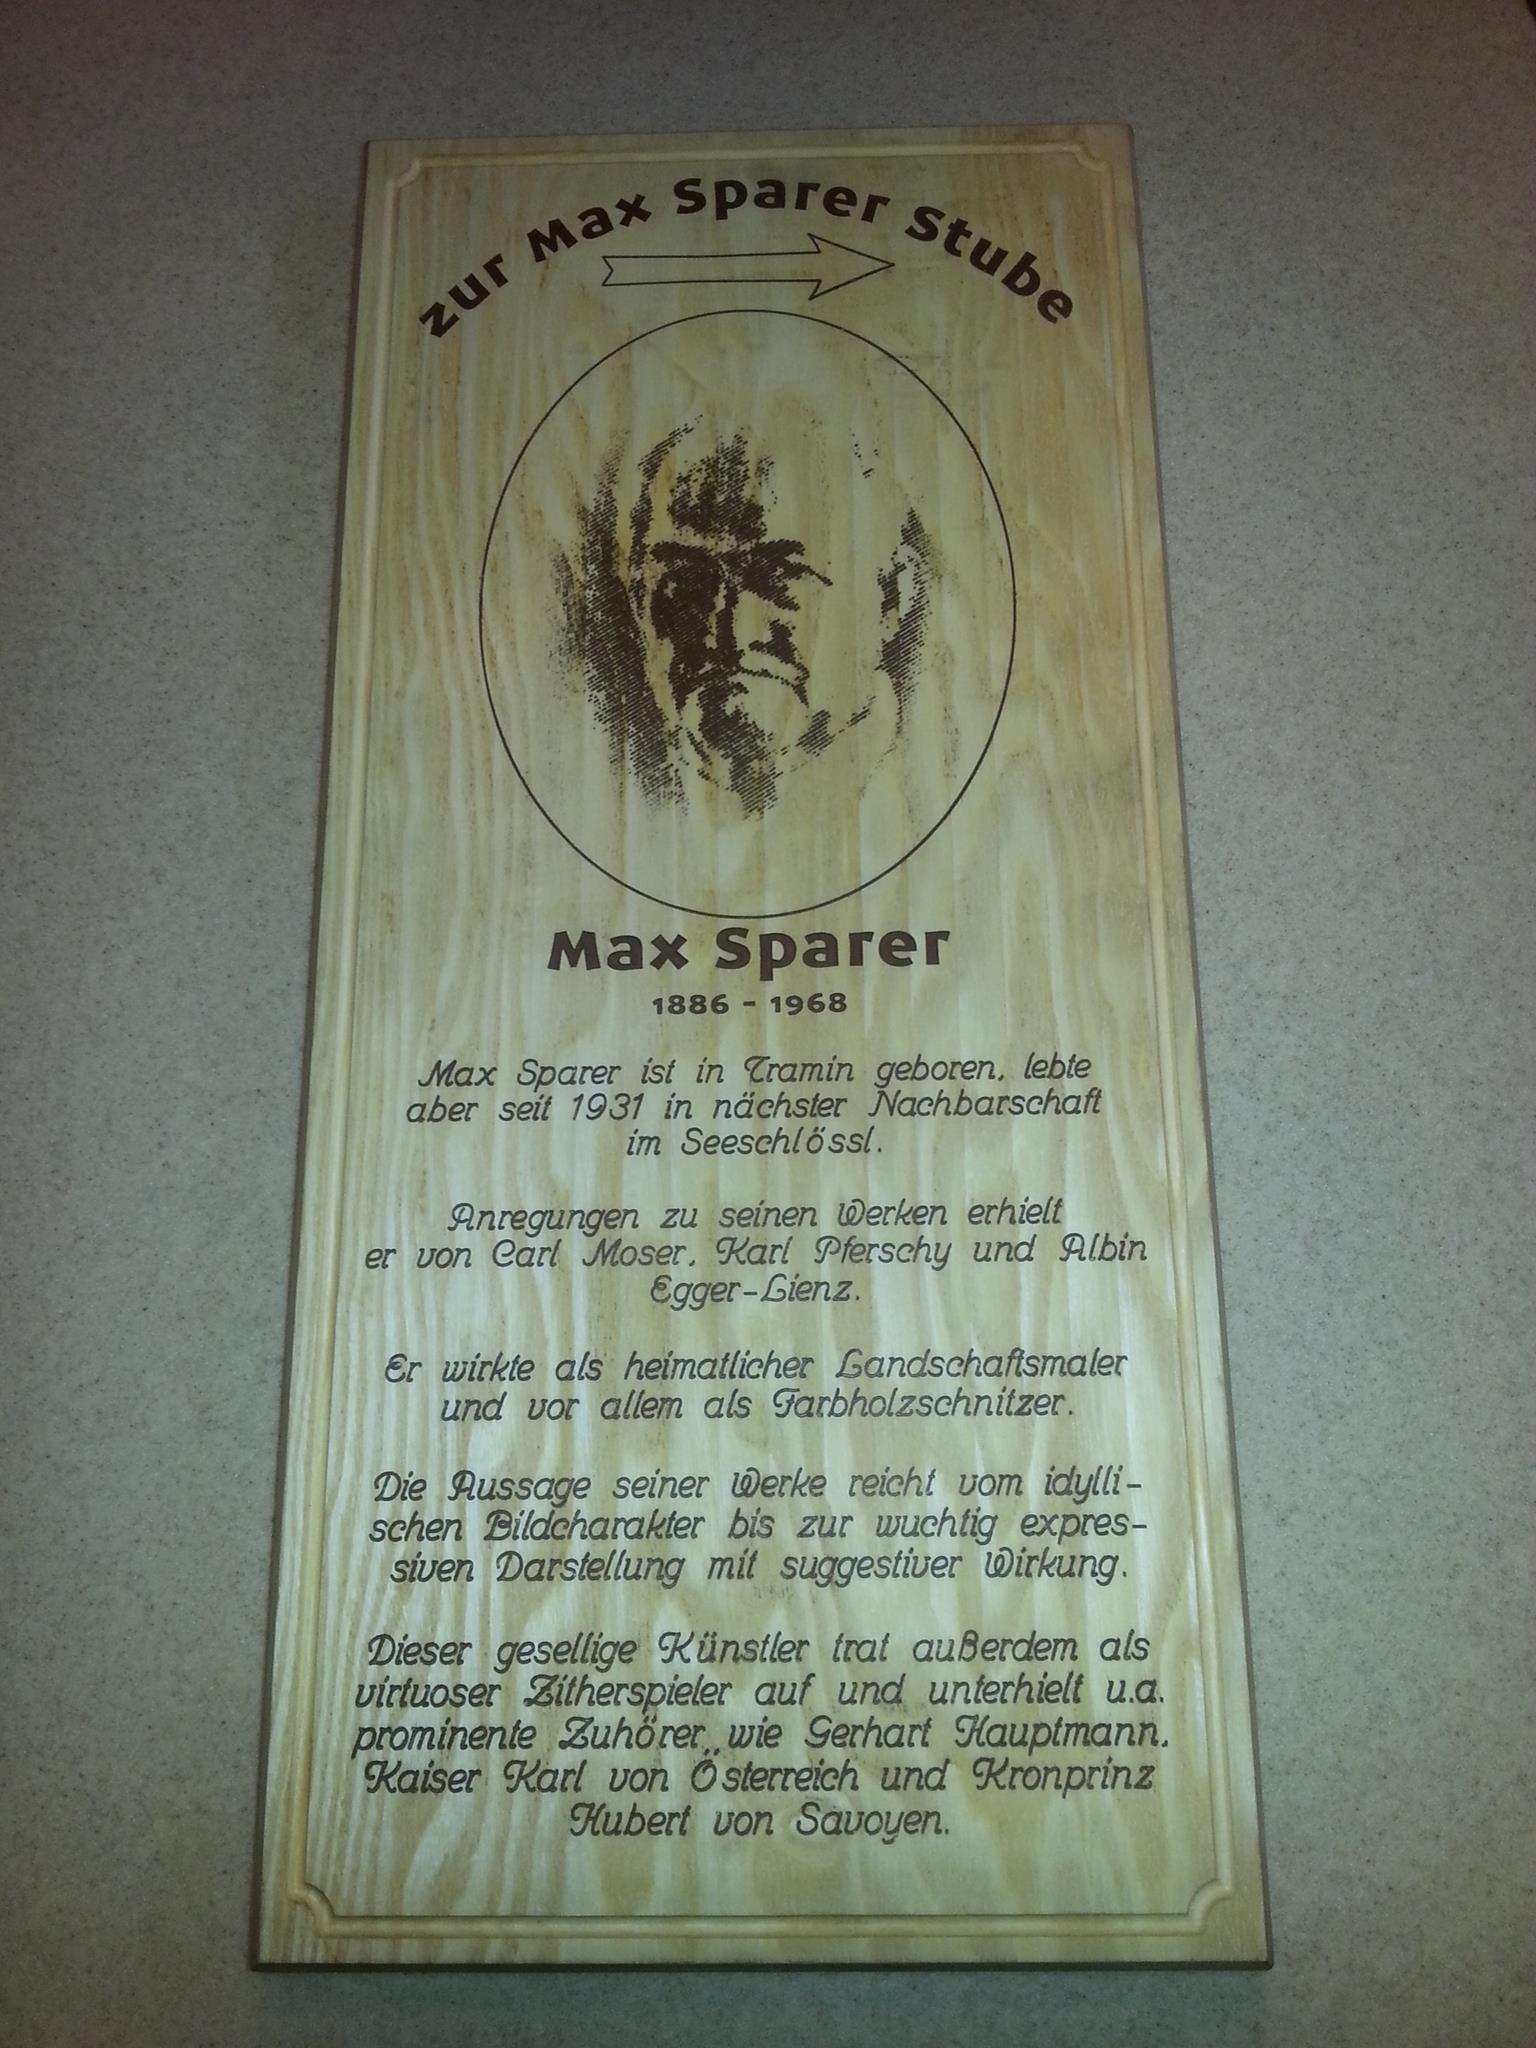 zur Max Sparer Stube
Max Sparer
1886 - 1968
Max Sparer ist in Tramin geboren, lebte
aber seit 1931 in nächster Nachbarschaft
im Seeschlössl.
Anregungen zu seinen Werken erhielt
er von Carl Moser, Karl Pferschy und Albin
Egger-Lienz.
Er wirkte als heimatlicher Landschaftsmaler
und vor allem als Farbholzschnitzer.
Die Aussage seiner Werke reicht vom idylli-
schen Bildcharakter bis zur wuchtig expres-
siven Darstellung mit suggestiver Wirkung.
Dieser gesellige Künstler trat außerdem als
virtuoser Zitherspieler auf und unterhielt u.a.
prominente Zuhörer, wie Gerhart Hauptmann,
Kaiser Karl von Österreich und Kronprinz
Hubert von Savoyen.